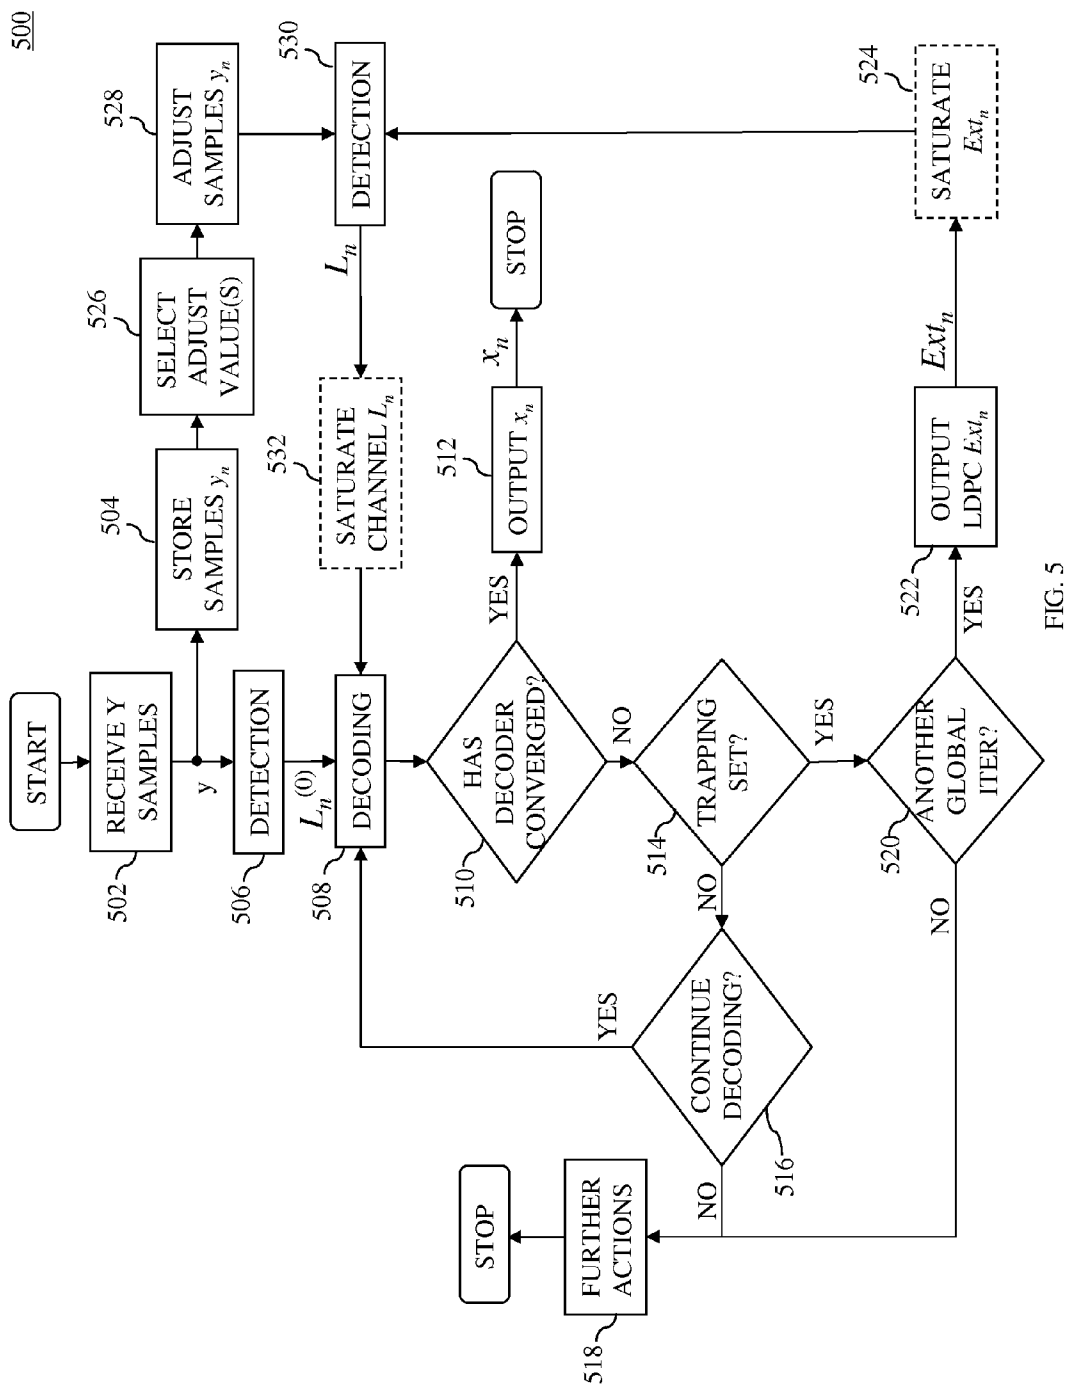 500
START
RECEIVE Y
SAMPLES
502
y
STORE
SAMPLES yₙ
504
SELECT
ADJUST
VALUE(S)
526
ADJUST
SAMPLES yₙ
528
DETECTION
506
Lₙ⁽⁰⁾
DETECTION
530
Lₙ
SATURATE
CHANNEL Lₙ
532
DECODING
508
HAS
DECODER
CONVERGED?
510
YES
OUTPUT xₙ
512
xₙ
STOP
NO
TRAPPING
SET?
514
NO
CONTINUE
DECODING?
516
YES
NO
FURTHER
ACTIONS
518
STOP
YES
ANOTHER
GLOBAL
ITER?
520
NO
YES
OUTPUT
LDPC Extₙ
522
Extₙ
SATURATE
Extₙ
524
FIG. 5